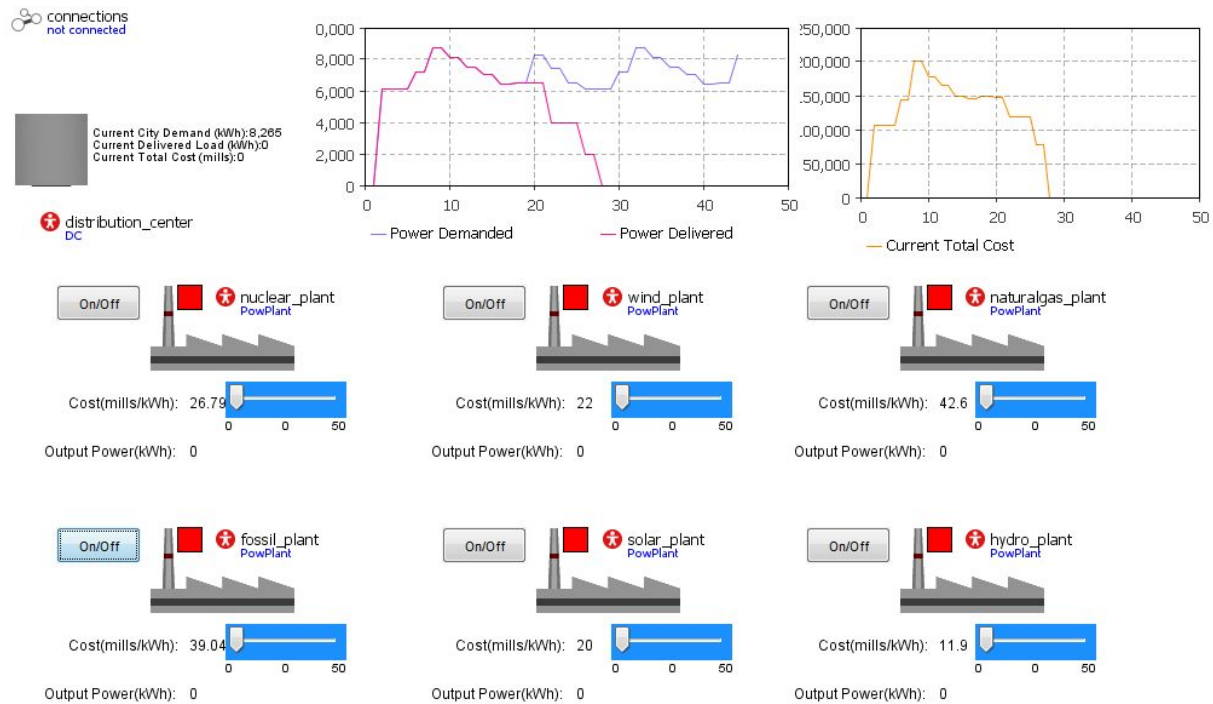 connections
not connected
Current City Demand (kWh):8,265
Current Delivered Load (kWh):0
Current Total Cost (mills):0
distribution_center
DC
0,000
8,000
6,000
4,000
2,000
0
0 10 20 30 40 50
Power Demanded Power Delivered
250,000
200,000
150,000
100,000
50,000
0
0 10 20 30 40 50
Current Total Cost
On/Off nuclear_plant
PowPlant
Cost(mills/kWh): 26.79
0 0 50
Output Power(kWh): 0
On/Off wind_plant
PowPlant
Cost(mills/kWh): 22
0 0 50
Output Power(kWh): 0
On/Off naturalgas_plant
PowPlant
Cost(mills/kWh): 42.6
0 0 50
Output Power(kWh): 0
On/Off fossil_plant
PowPlant
Cost(mills/kWh): 39.04
0 0 50
Output Power(kWh): 0
On/Off solar_plant
PowPlant
Cost(mills/kWh): 20
0 0 50
Output Power(kWh): 0
On/Off hydro_plant
PowPlant
Cost(mills/kWh): 11.9
0 0 50
Output Power(kWh): 0